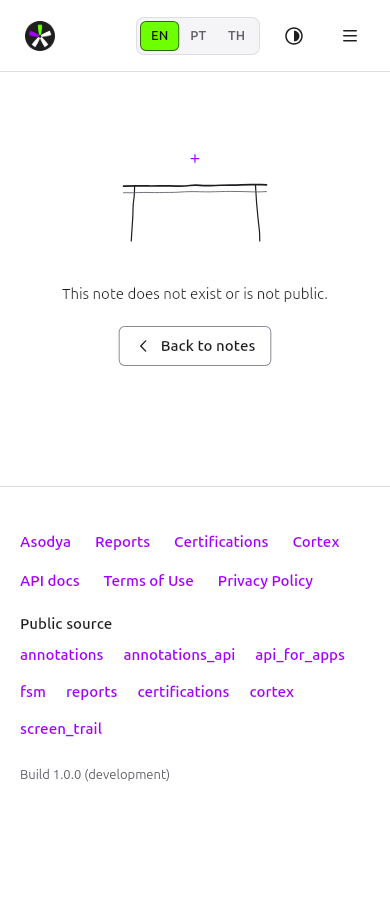 EN PT TH
This note does not exist or is not public.
Back to notes
Asodya Reports Certifications Cortex
API docs Terms of Use Privacy Policy
Public source
annotations annotations_api api_for_apps
fsm reports certifications cortex
screen_trail
Build 1.0.0 (development)